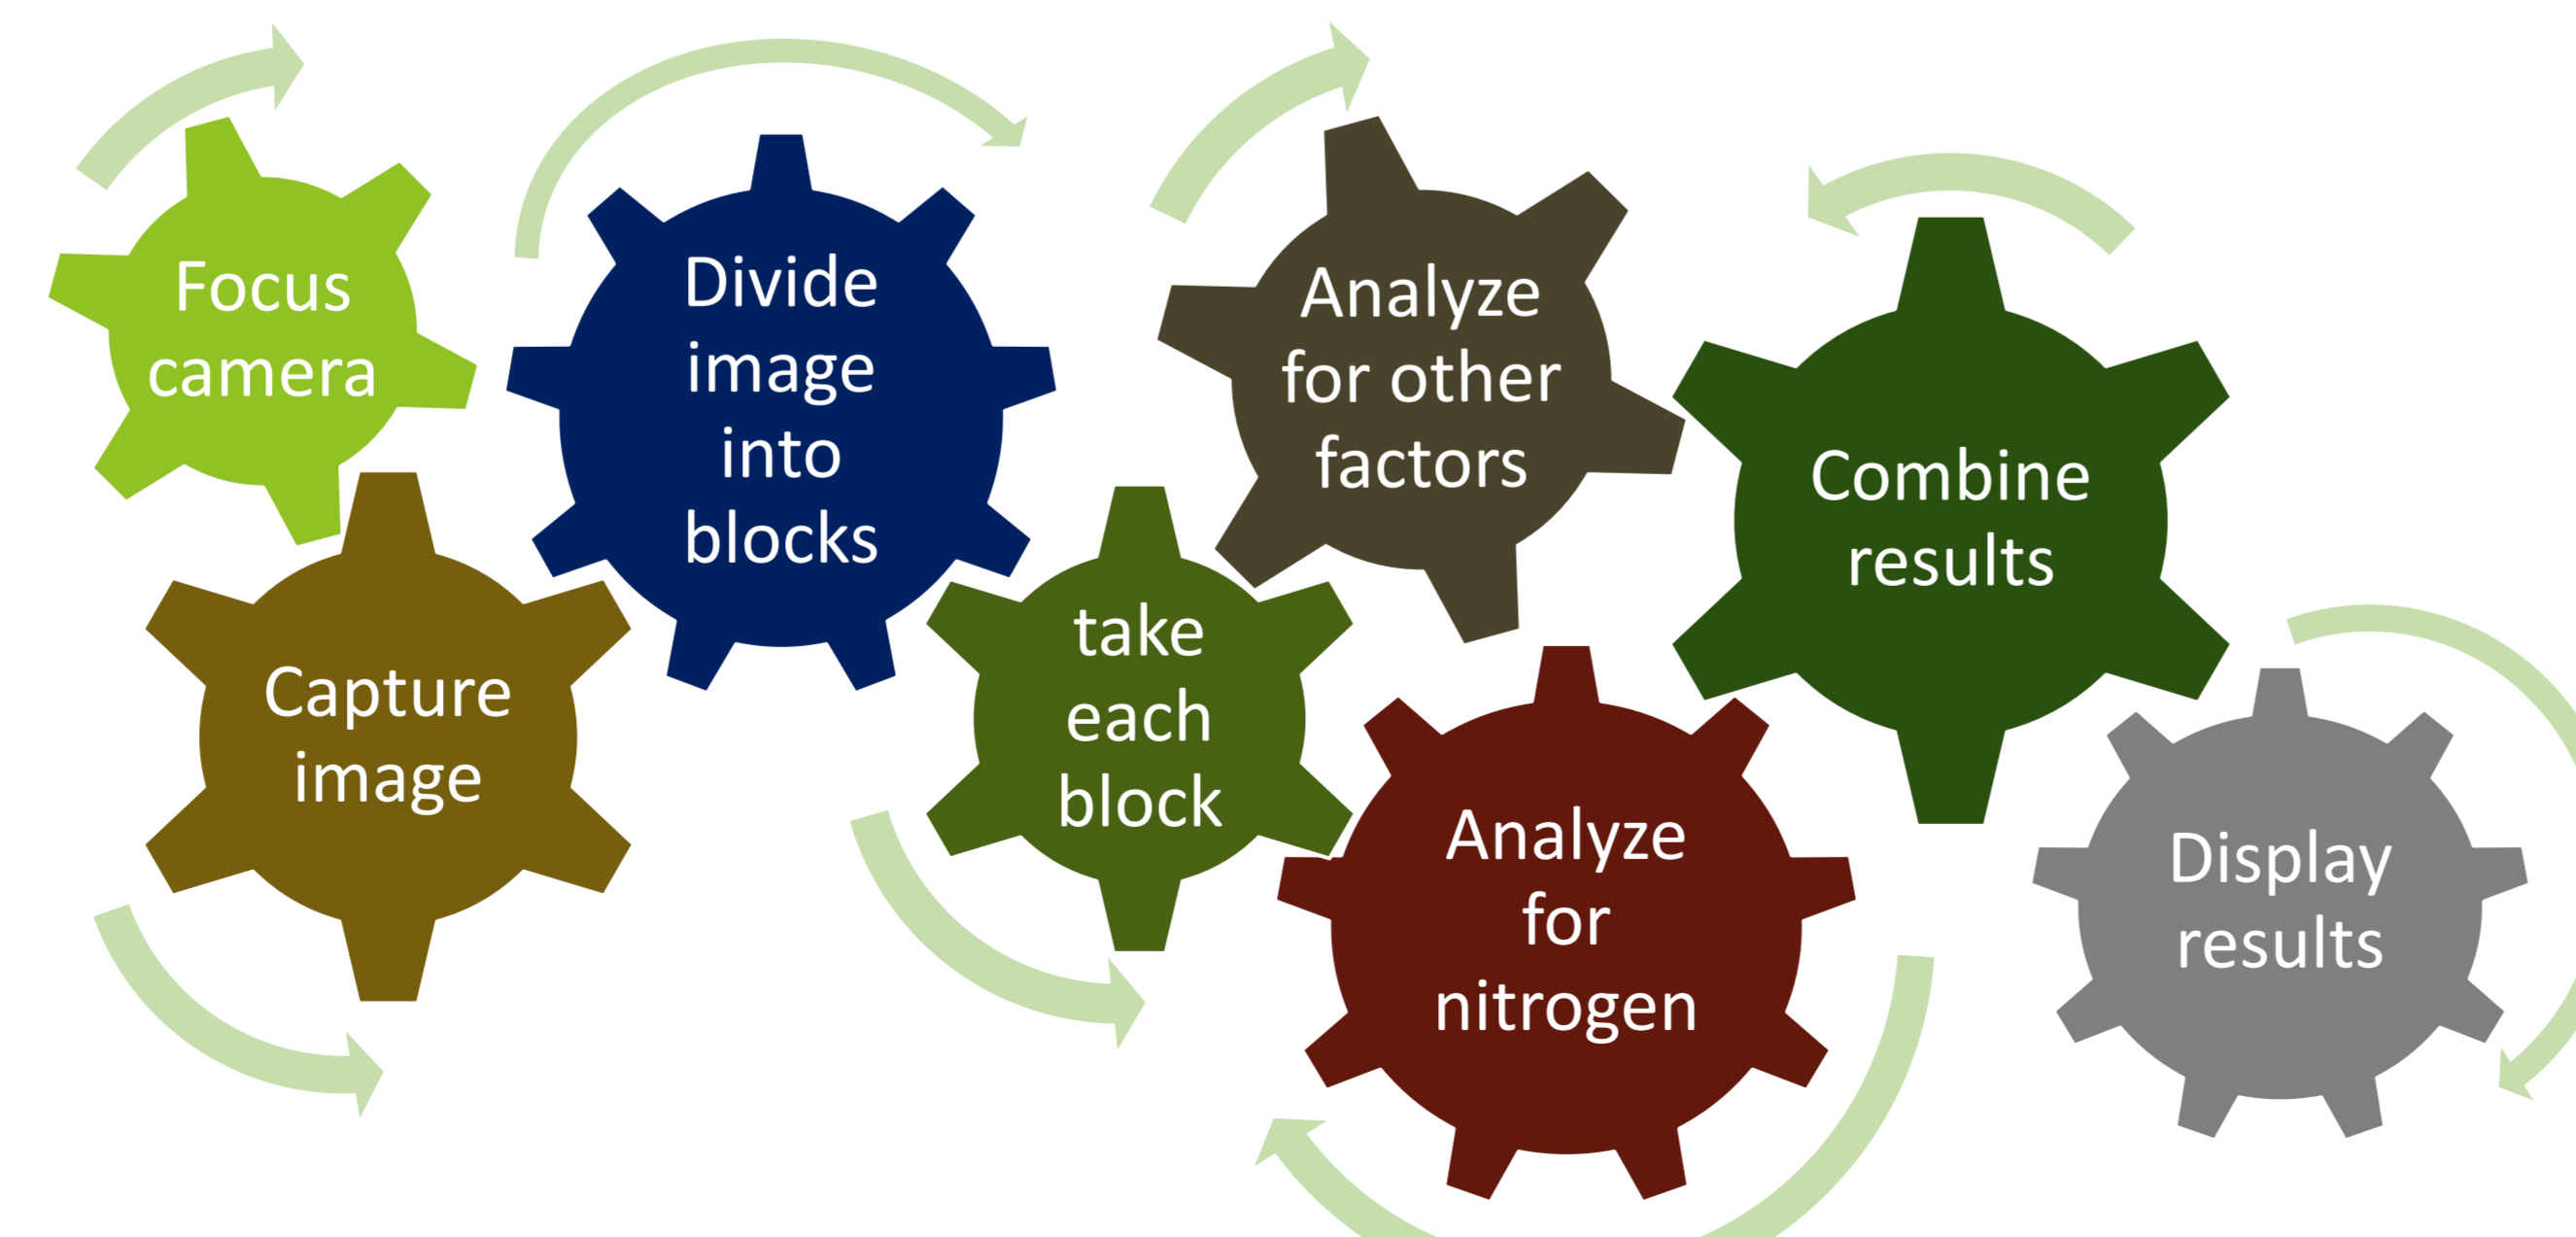 Focus
camera
Capture
image
Divide
image
into
blocks
take
each
block
Analyze
for other
factors
Analyze
for
nitrogen
Combine
results
Display
results